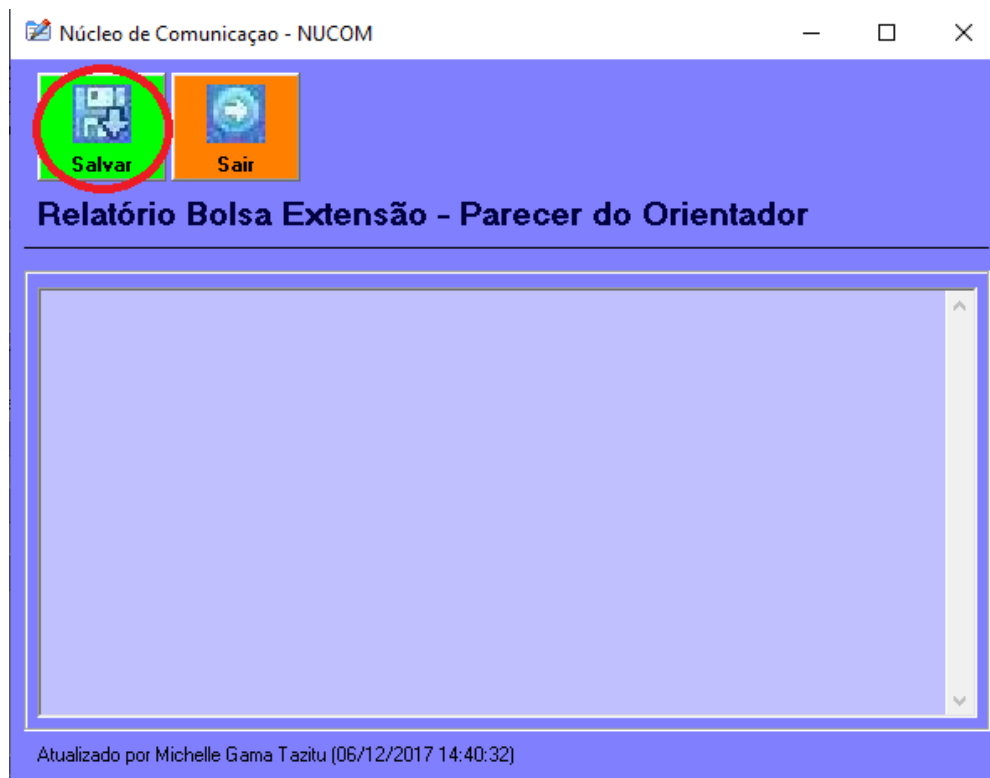 Núcleo de Comunicaçao - NUCOM
Salvar
Sair
Relatório Bolsa Extensão - Parecer do Orientador
Atualizado por Michelle Gama Tazitu (06/12/2017 14:40:32)